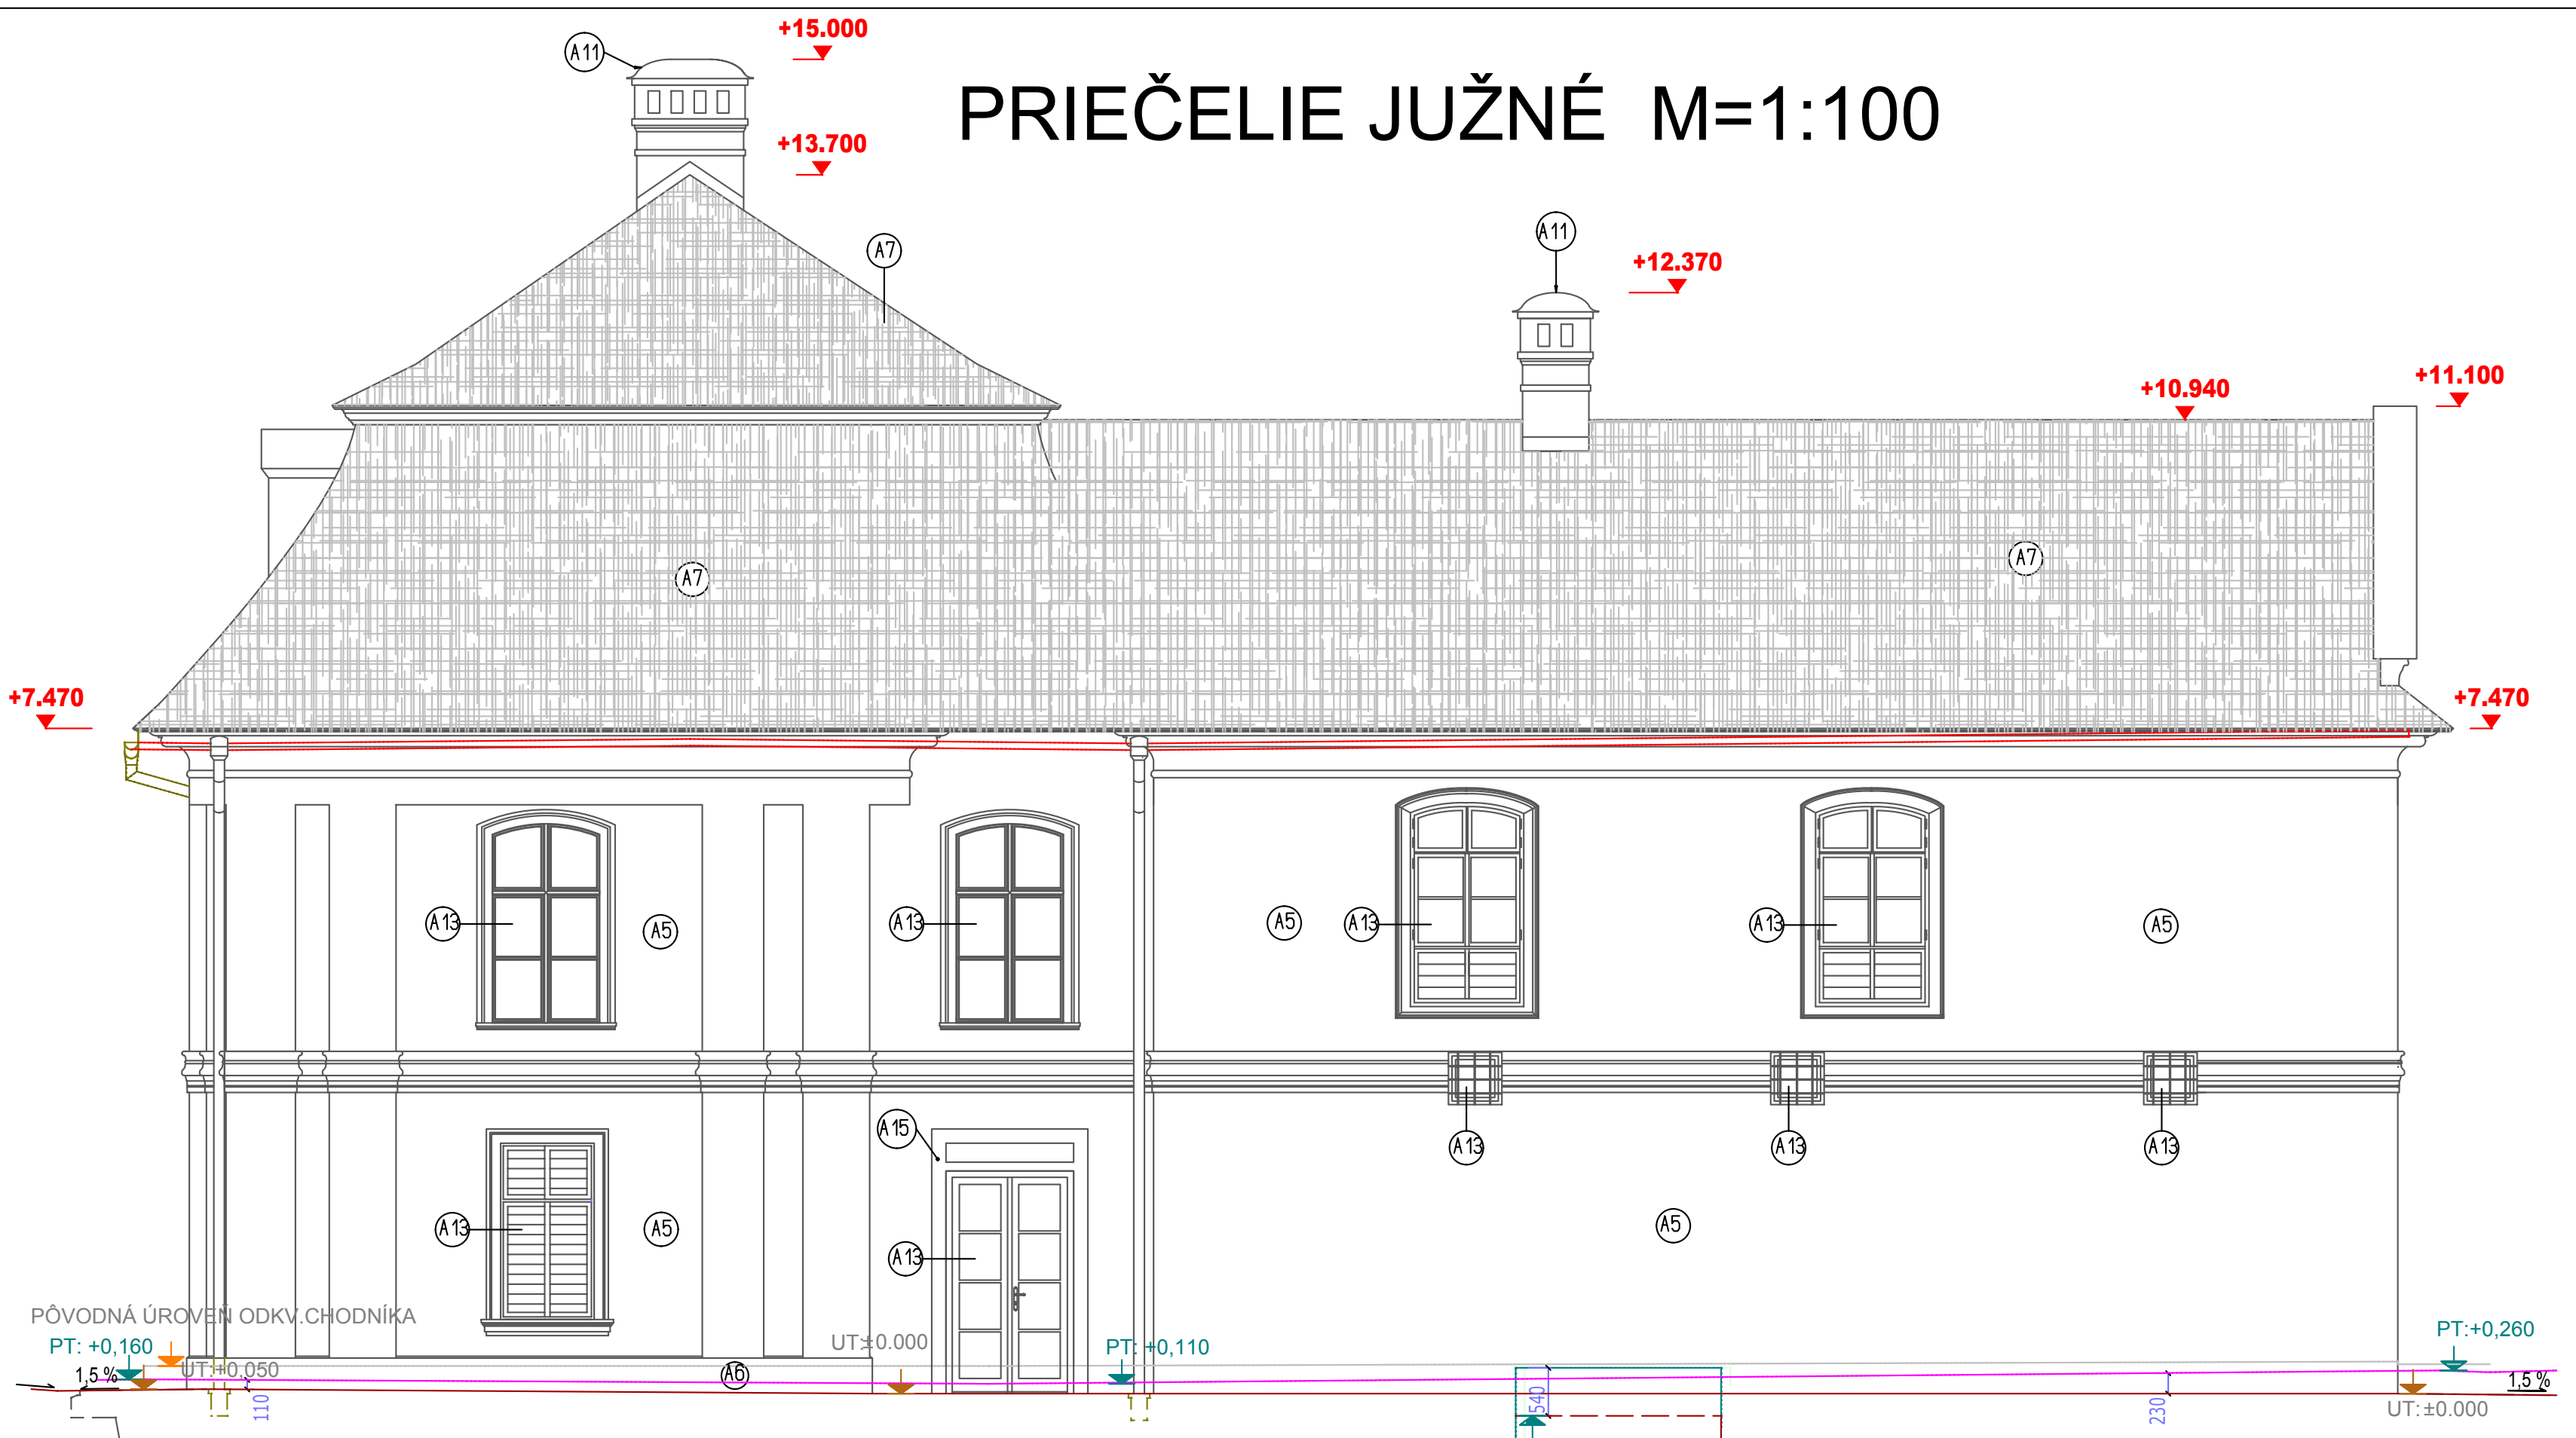 +15.000
A11
PRIEČELIE JUŽNÉ M=1:100
+13.700
A11
A7
+12.370
+11.100
+10.940
A7
A7
+7.470
+7.470
A13
A5
A13
A5
A13
A13
A5
A15
A13
A13
A13
A13
A5
A5
A13
PÔVODNÁ ÚROVEŇ ODKV.CHODNÍKA
PT: +0,160
UT:±0.000
PT: +0,110
PT:+0,260
1,5 %
UT:+0,050
A6
1,5 %
110
540
230
UT:±0.000